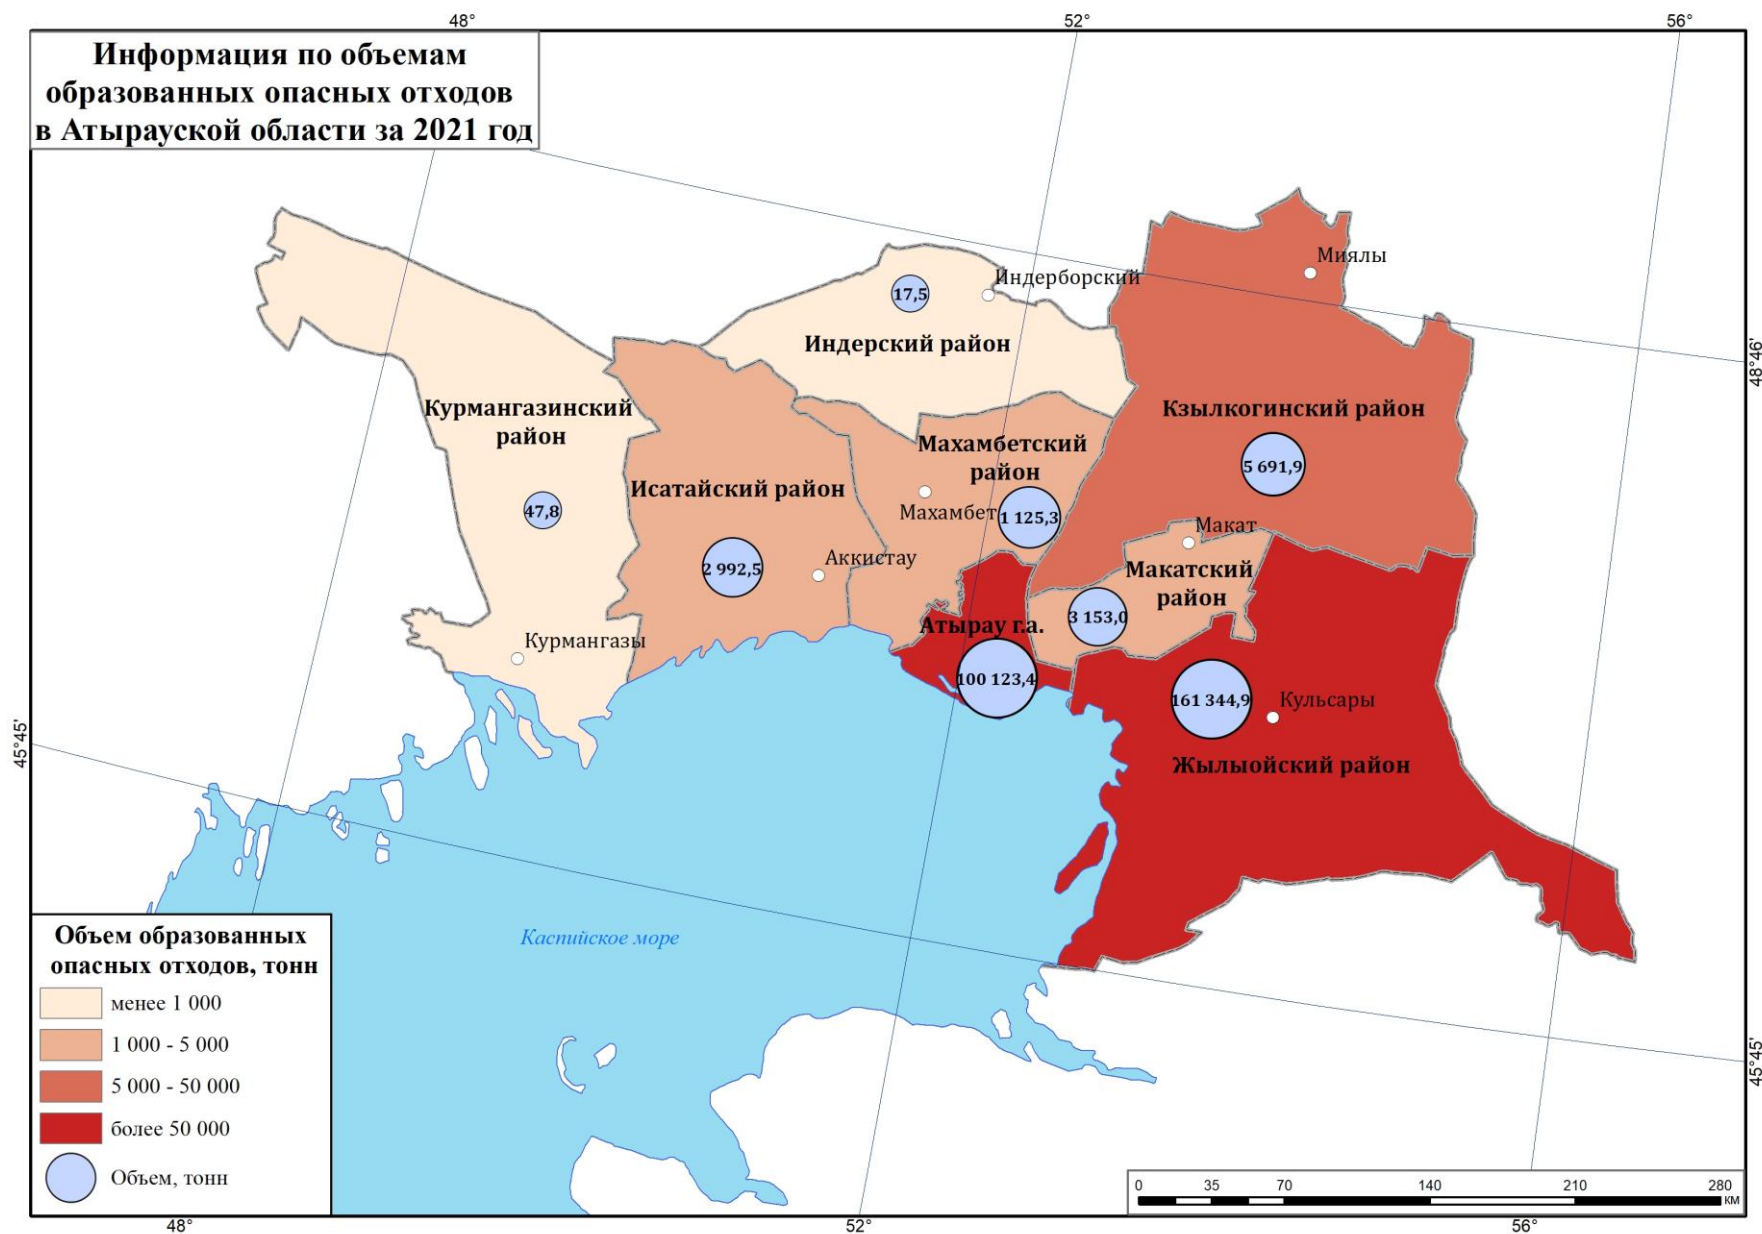 48°
52°
56°
Информация по объемам
образованных опасных отходов
в Атырауской области за 2021 год
Миялы
Индерборский
17,5
Индерский район
48°46'
Курмангазинский
район
Кзылкогинский район
Махамбетский
район
5 691,9
Исатайский район
47,8
Махамбет
1 125,3
Макат
2 992,5
Аккистау
Макатский
район
3 153,0
Атырау г.а.
Курмангазы
100 123,4
161 344,9
Кульсары
45°45'
Жылыойский район
Каспийское море
Объем образованных
опасных отходов, тонн
менее 1 000
1 000 - 5 000
5 000 - 50 000
более 50 000
Объем, тонн
45°45'
0 35 70 140 210 280
км
48°
52°
56°